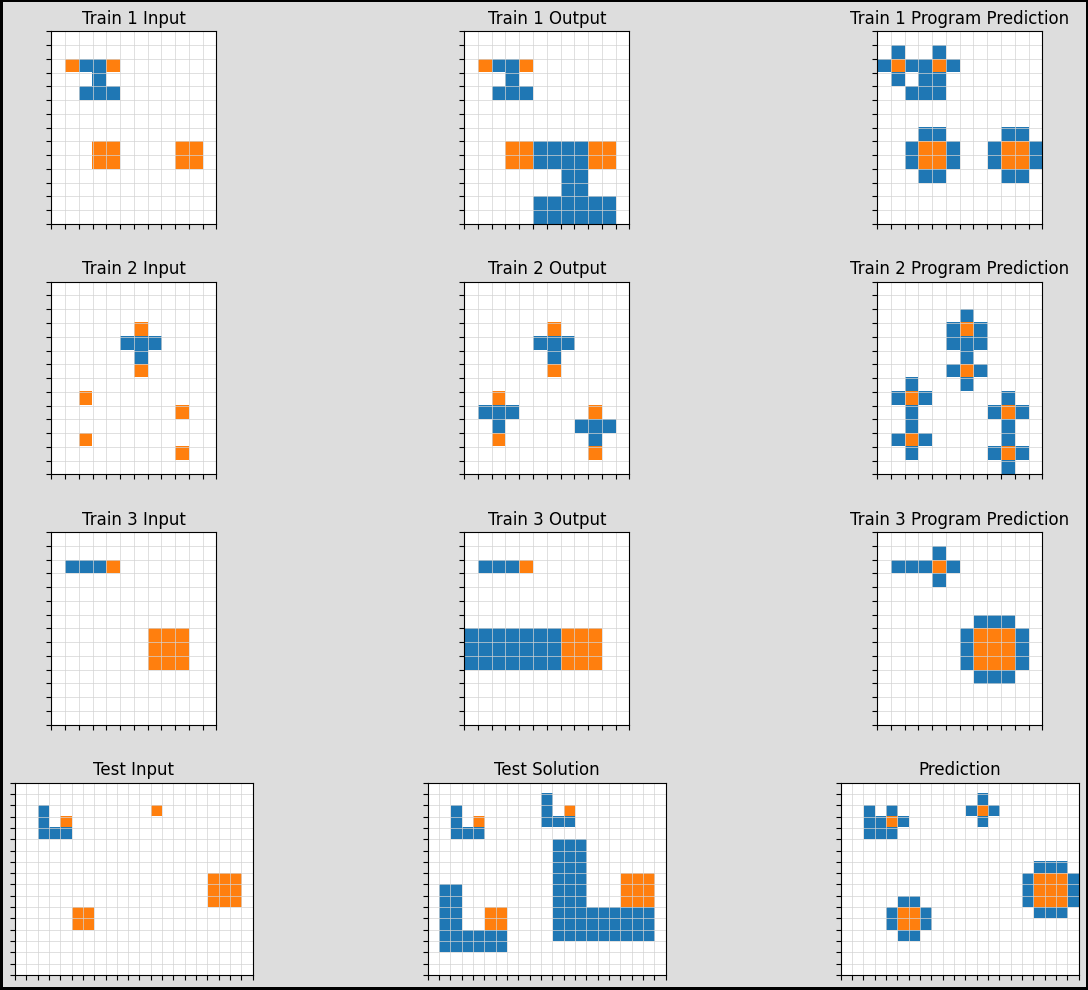 Train 1 Input
Train 1 Output
Train 1 Program Prediction
Train 2 Input
Train 2 Output
Train 2 Program Prediction
Train 3 Input
Train 3 Output
Train 3 Program Prediction
Test Input
Test Solution
Prediction